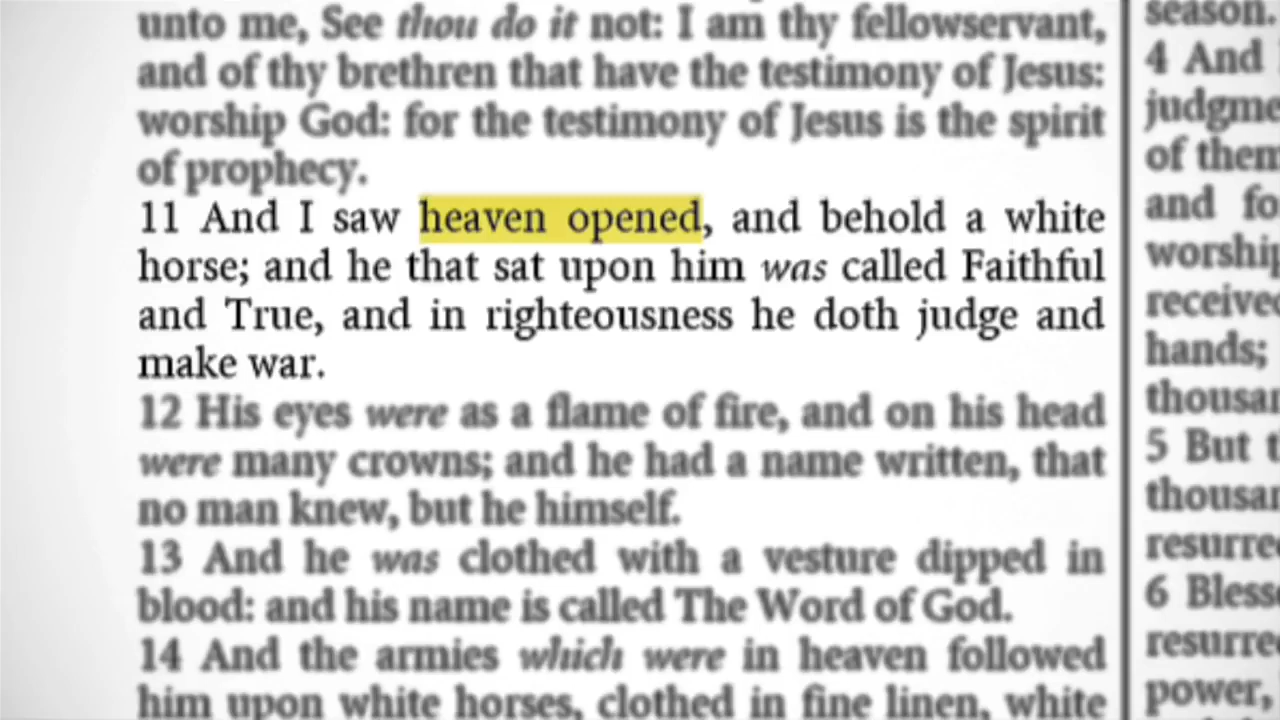 unto me, See thou do it not: I am thy fellowservant,
and of thy brethren that have the testimony of Jesus:
worship God: for the testimony of Jesus is the spirit
of prophecy.
11 And I saw heaven opened, and behold a white
horse; and he that sat upon him was called Faithful
and True, and in righteousness he doth judge and
make war.
12 His eyes were as a flame of fire, and on his head
were many crowns; and he had a name written, that
no man knew, but he himself.
13 And he was clothed with a vesture dipped in
blood: and his name is called The Word of God.
14 And the armies which were in heaven followed
him upon white horses, clothed in fine linen, white
season.
4 And
of them
and
hands;
5 But
6
power,